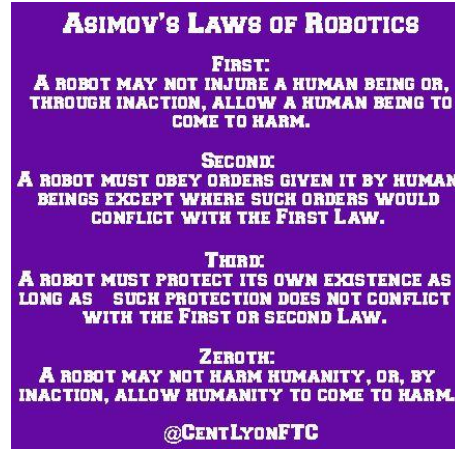 Asimov's Laws of Robotics
First:
A robot may not injure a human being or,
through inaction, allow a human being to
come to harm.
Second:
A robot must obey orders given it by human
beings except where such orders would
conflict with the First Law.
Third:
A robot must protect its own existence as
long as such protection does not conflict
with the First or second Law.
Zeroth:
A robot may not harm humanity, or, by
inaction, allow humanity to come to harm.
@CentLyonFTC